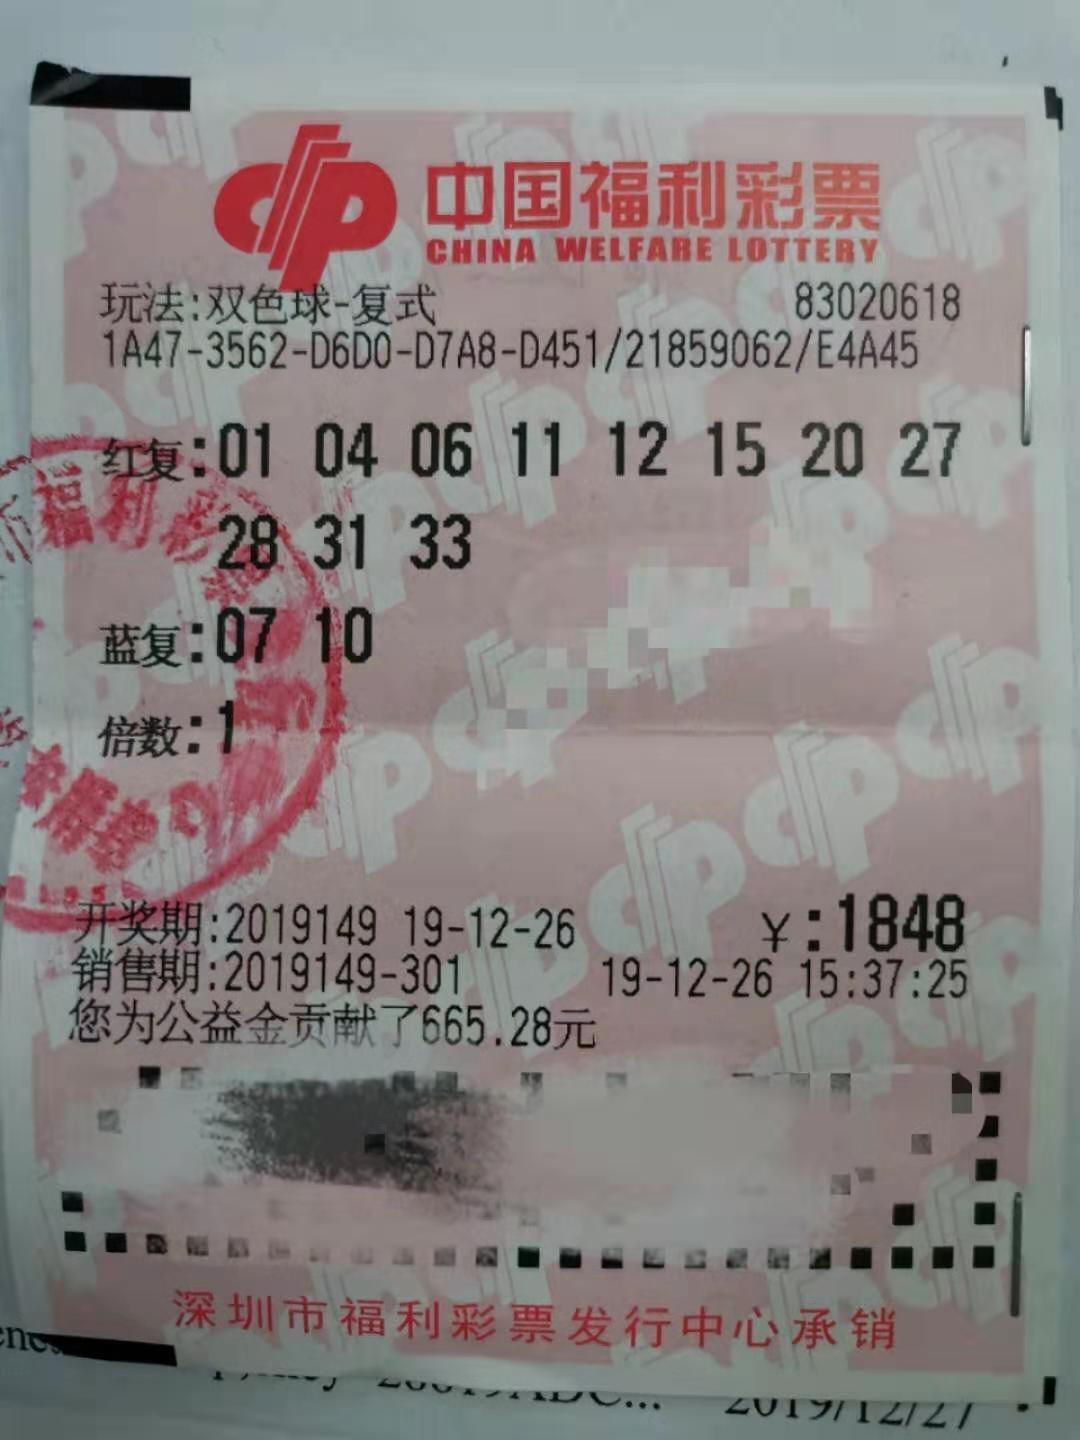 中国福利彩票
CHINA WELFARE LOTTERY
玩法:双色球-复式 83020618
1A47-3562-D6D0-D7A8-D451/21859062/E4A45
红复:01 04 06 11 12 15 20 27
28 31 33
蓝复:07 10
倍数:1
开奖期:2019149 19-12-26 ¥:1848
销售期:2019149-301 19-12-26 15:37:25
您为公益金贡献了665.28元
深圳市福利彩票发行中心承销
2019/12/27